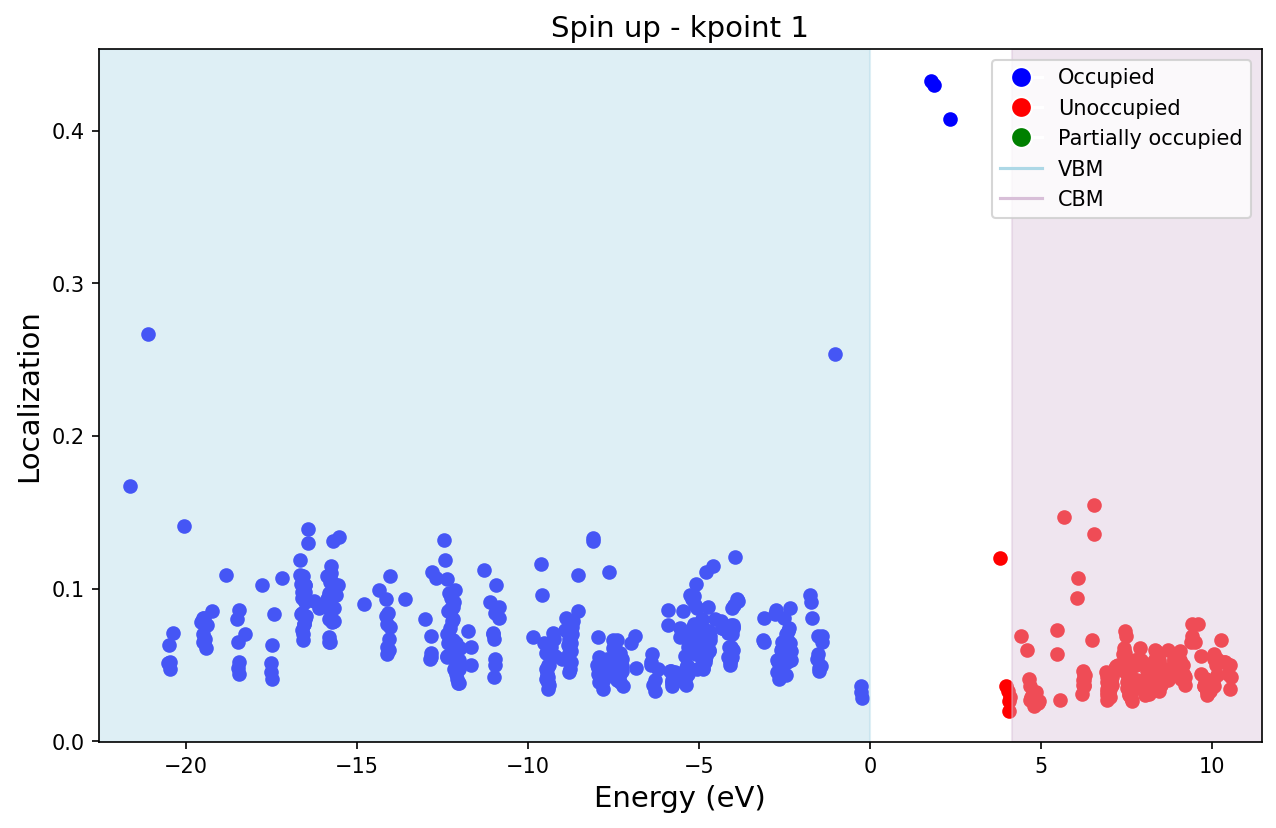 Spin up - kpoint 1
Localization
0.4
0.3
0.2
0.1
0.0
Occupied
Unoccupied
Partially occupied
VBM
CBM
−20
−15
−10
−5
0
5
10
Energy (eV)